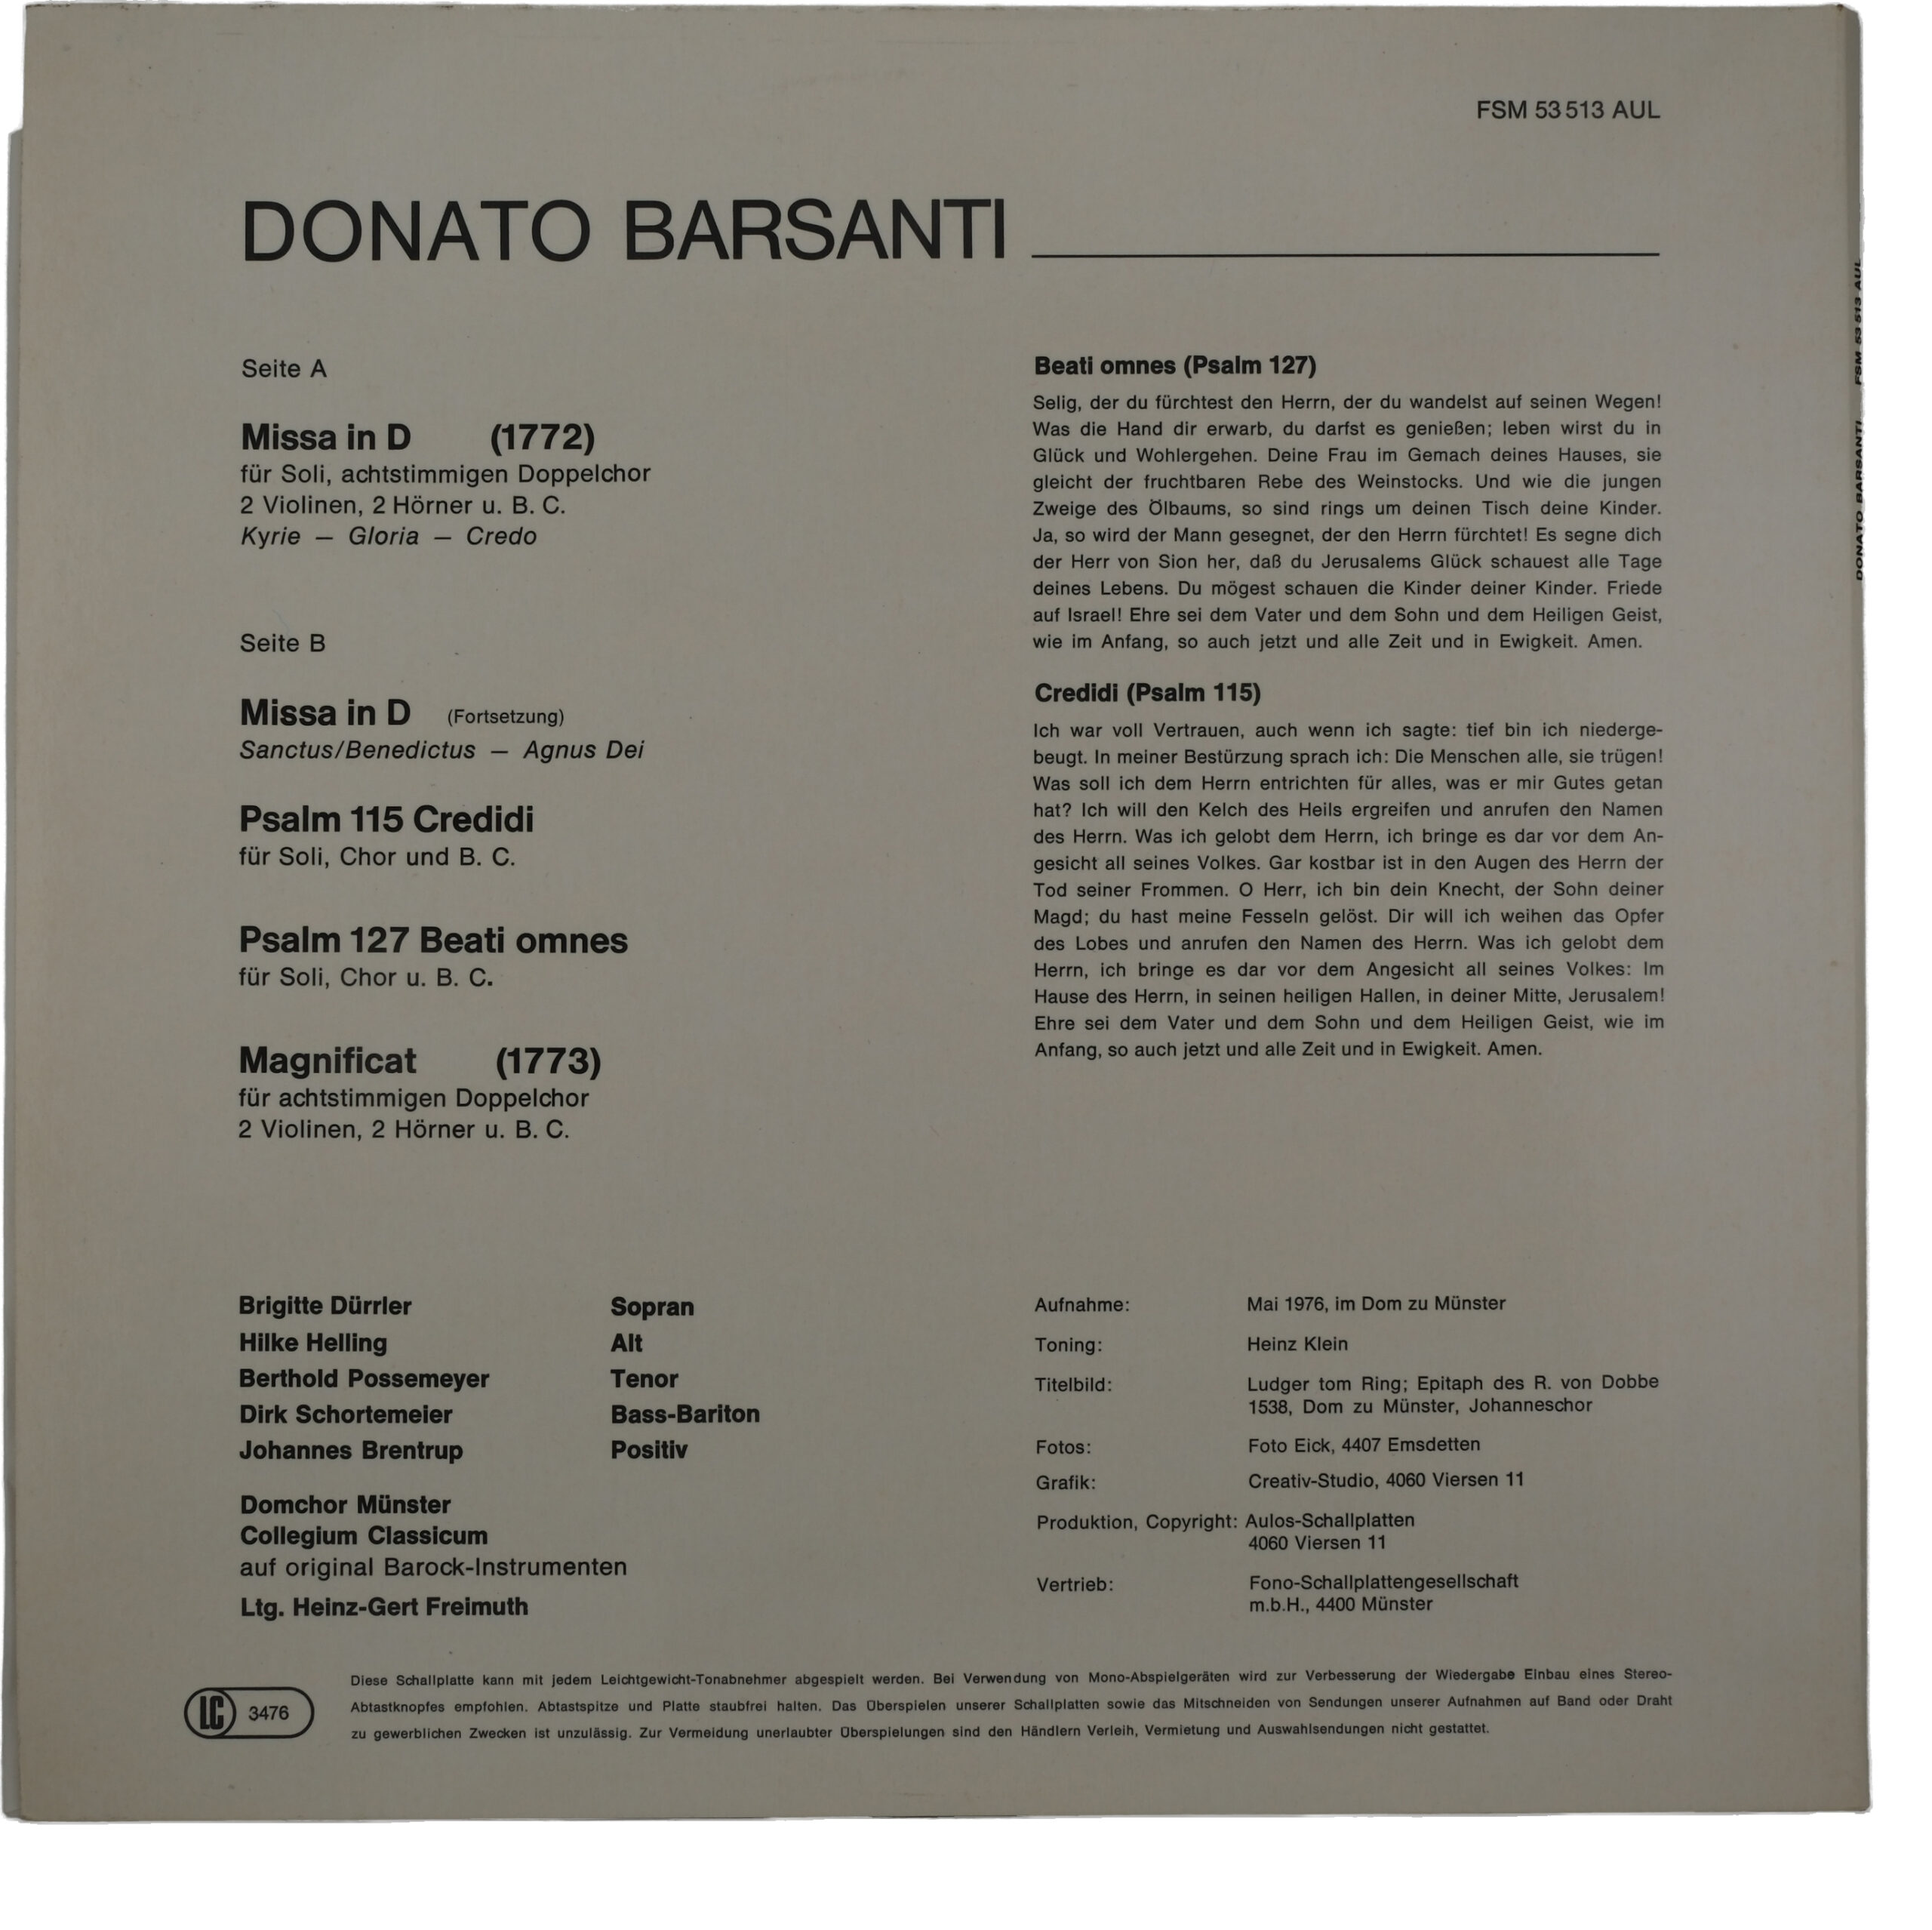 FSM 53 513 AUL
DONATO BARSANTI
Seite A
Missa in D (1772)
für Soli, achtstimmigen Doppelchor
2 Violinen, 2 Hörner u. B. C.
Kyrie — Gloria — Credo
Seite B
Missa in D (Fortsetzung)
Sanctus/Benedictus — Agnus Dei
Psalm 115 Credidi
für Soli, Chor und B. C.
Psalm 127 Beati omnes
für Soli, Chor u. B. C.
Magnificat (1773)
für achtstimmigen Doppelchor
2 Violinen, 2 Hörner u. B. C.
Beati omnes (Psalm 127)
Selig, der du fürchtest den Herrn, der du wandelst auf seinen Wegen!
Was die Hand dir erwarb, du darfst es genießen; leben wirst du in
Glück und Wohlergehen. Deine Frau im Gemach deines Hauses, sie
gleicht der fruchtbaren Rebe des Weinstocks. Und wie die jungen
Zweige des Ölbaums, so sind rings um deinen Tisch deine Kinder.
Ja, so wird der Mann gesegnet, der den Herrn fürchtet! Es segne dich
der Herr von Sion her, daß du Jerusalems Glück schauest alle Tage
deines Lebens. Du mögest schauen die Kinder deiner Kinder. Friede
auf Israel! Ehre sei dem Vater und dem Sohn und dem Heiligen Geist,
wie im Anfang, so auch jetzt und alle Zeit und in Ewigkeit. Amen.
Credidi (Psalm 115)
Ich war voll Vertrauen, auch wenn ich sagte: tief bin ich niederge-
beugt. In meiner Bestürzung sprach ich: Die Menschen alle, sie trügen!
Was soll ich dem Herrn entrichten für alles, was er mir Gutes getan
hat? Ich will den Kelch des Heils ergreifen und anrufen den Namen
des Herrn. Was ich gelobt dem Herrn, ich bringe es dar vor dem An-
gesicht all seines Volkes. Gar kostbar ist in den Augen des Herrn der
Tod seiner Frommen. O Herr, ich bin dein Knecht, der Sohn deiner
Magd; du hast meine Fesseln gelöst. Dir will ich weihen das Opfer
des Lobes und anrufen den Namen des Herrn. Was ich gelobt dem
Herrn, ich bringe es dar vor dem Angesicht all seines Volkes: Im
Hause des Herrn, in seinen heiligen Hallen, in deiner Mitte, Jerusalem!
Ehre sei dem Vater und dem Sohn und dem Heiligen Geist, wie im
Anfang, so auch jetzt und alle Zeit und in Ewigkeit. Amen.
Brigitte Dürrler Sopran
Hilke Helling Alt
Berthold Possemeyer Tenor
Dirk Schortemeier Bass-Bariton
Johannes Brentrup Positiv
Domchor Münster
Collegium Classicum
auf original Barock-Instrumenten
Ltg. Heinz-Gert Freimuth
Aufnahme: Mai 1976, im Dom zu Münster
Toning: Heinz Klein
Titelbild: Ludger tom Ring; Epitaph des R. von Dobbe
1538, Dom zu Münster, Johanneschor
Fotos: Foto Eick, 4407 Emsdetten
Grafik: Creativ-Studio, 4060 Viersen 11
Produktion, Copyright: Aulos-Schallplatten
4060 Viersen 11
Vertrieb: Fono-Schallplattengesellschaft
m.b.H., 4400 Münster
LC 3476
Diese Schallplatte kann mit jedem Leichtgewicht-Tonabnehmer abgespielt werden. Bei Verwendung von Mono-Abspielgeräten wird zur Verbesserung der Wiedergabe Einbau eines Stereo-
Abtastknopfes empfohlen. Abtastspitze und Platte staubfrei halten. Das Überspielen unserer Schallplatten sowie das Mitschneiden von Sendungen unserer Aufnahmen auf Band oder Draht
zu gewerblichen Zwecken ist unzulässig. Zur Vermeidung unerlaubter Überspielungen sind den Händlern Verleih, Vermietung und Auswahlsendungen nicht gestattet.
DONATO BARSANTI FSM 53 513 AUL